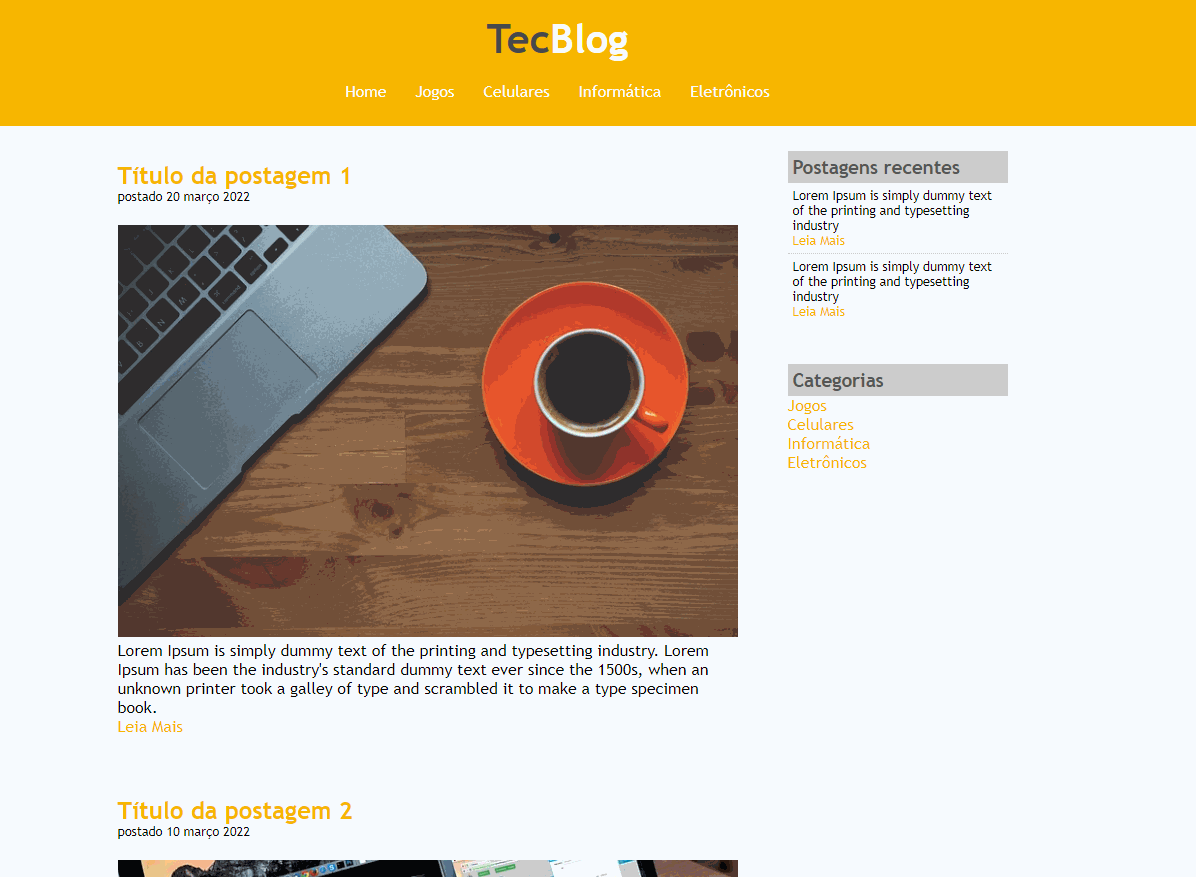 TecBlog
Home Jogos Celulares Informática Eletrônicos
Título da postagem 1
postado 20 março 2022
Lorem Ipsum is simply dummy text of the printing and typesetting industry. Lorem
Ipsum has been the industry's standard dummy text ever since the 1500s, when an
unknown printer took a galley of type and scrambled it to make a type specimen
book.
Leia Mais
Título da postagem 2
postado 10 março 2022
Postagens recentes
Lorem Ipsum is simply dummy text
of the printing and typesetting
industry
Leia Mais
Lorem Ipsum is simply dummy text
of the printing and typesetting
industry
Leia Mais
Categorias
Jogos
Celulares
Informática
Eletrônicos